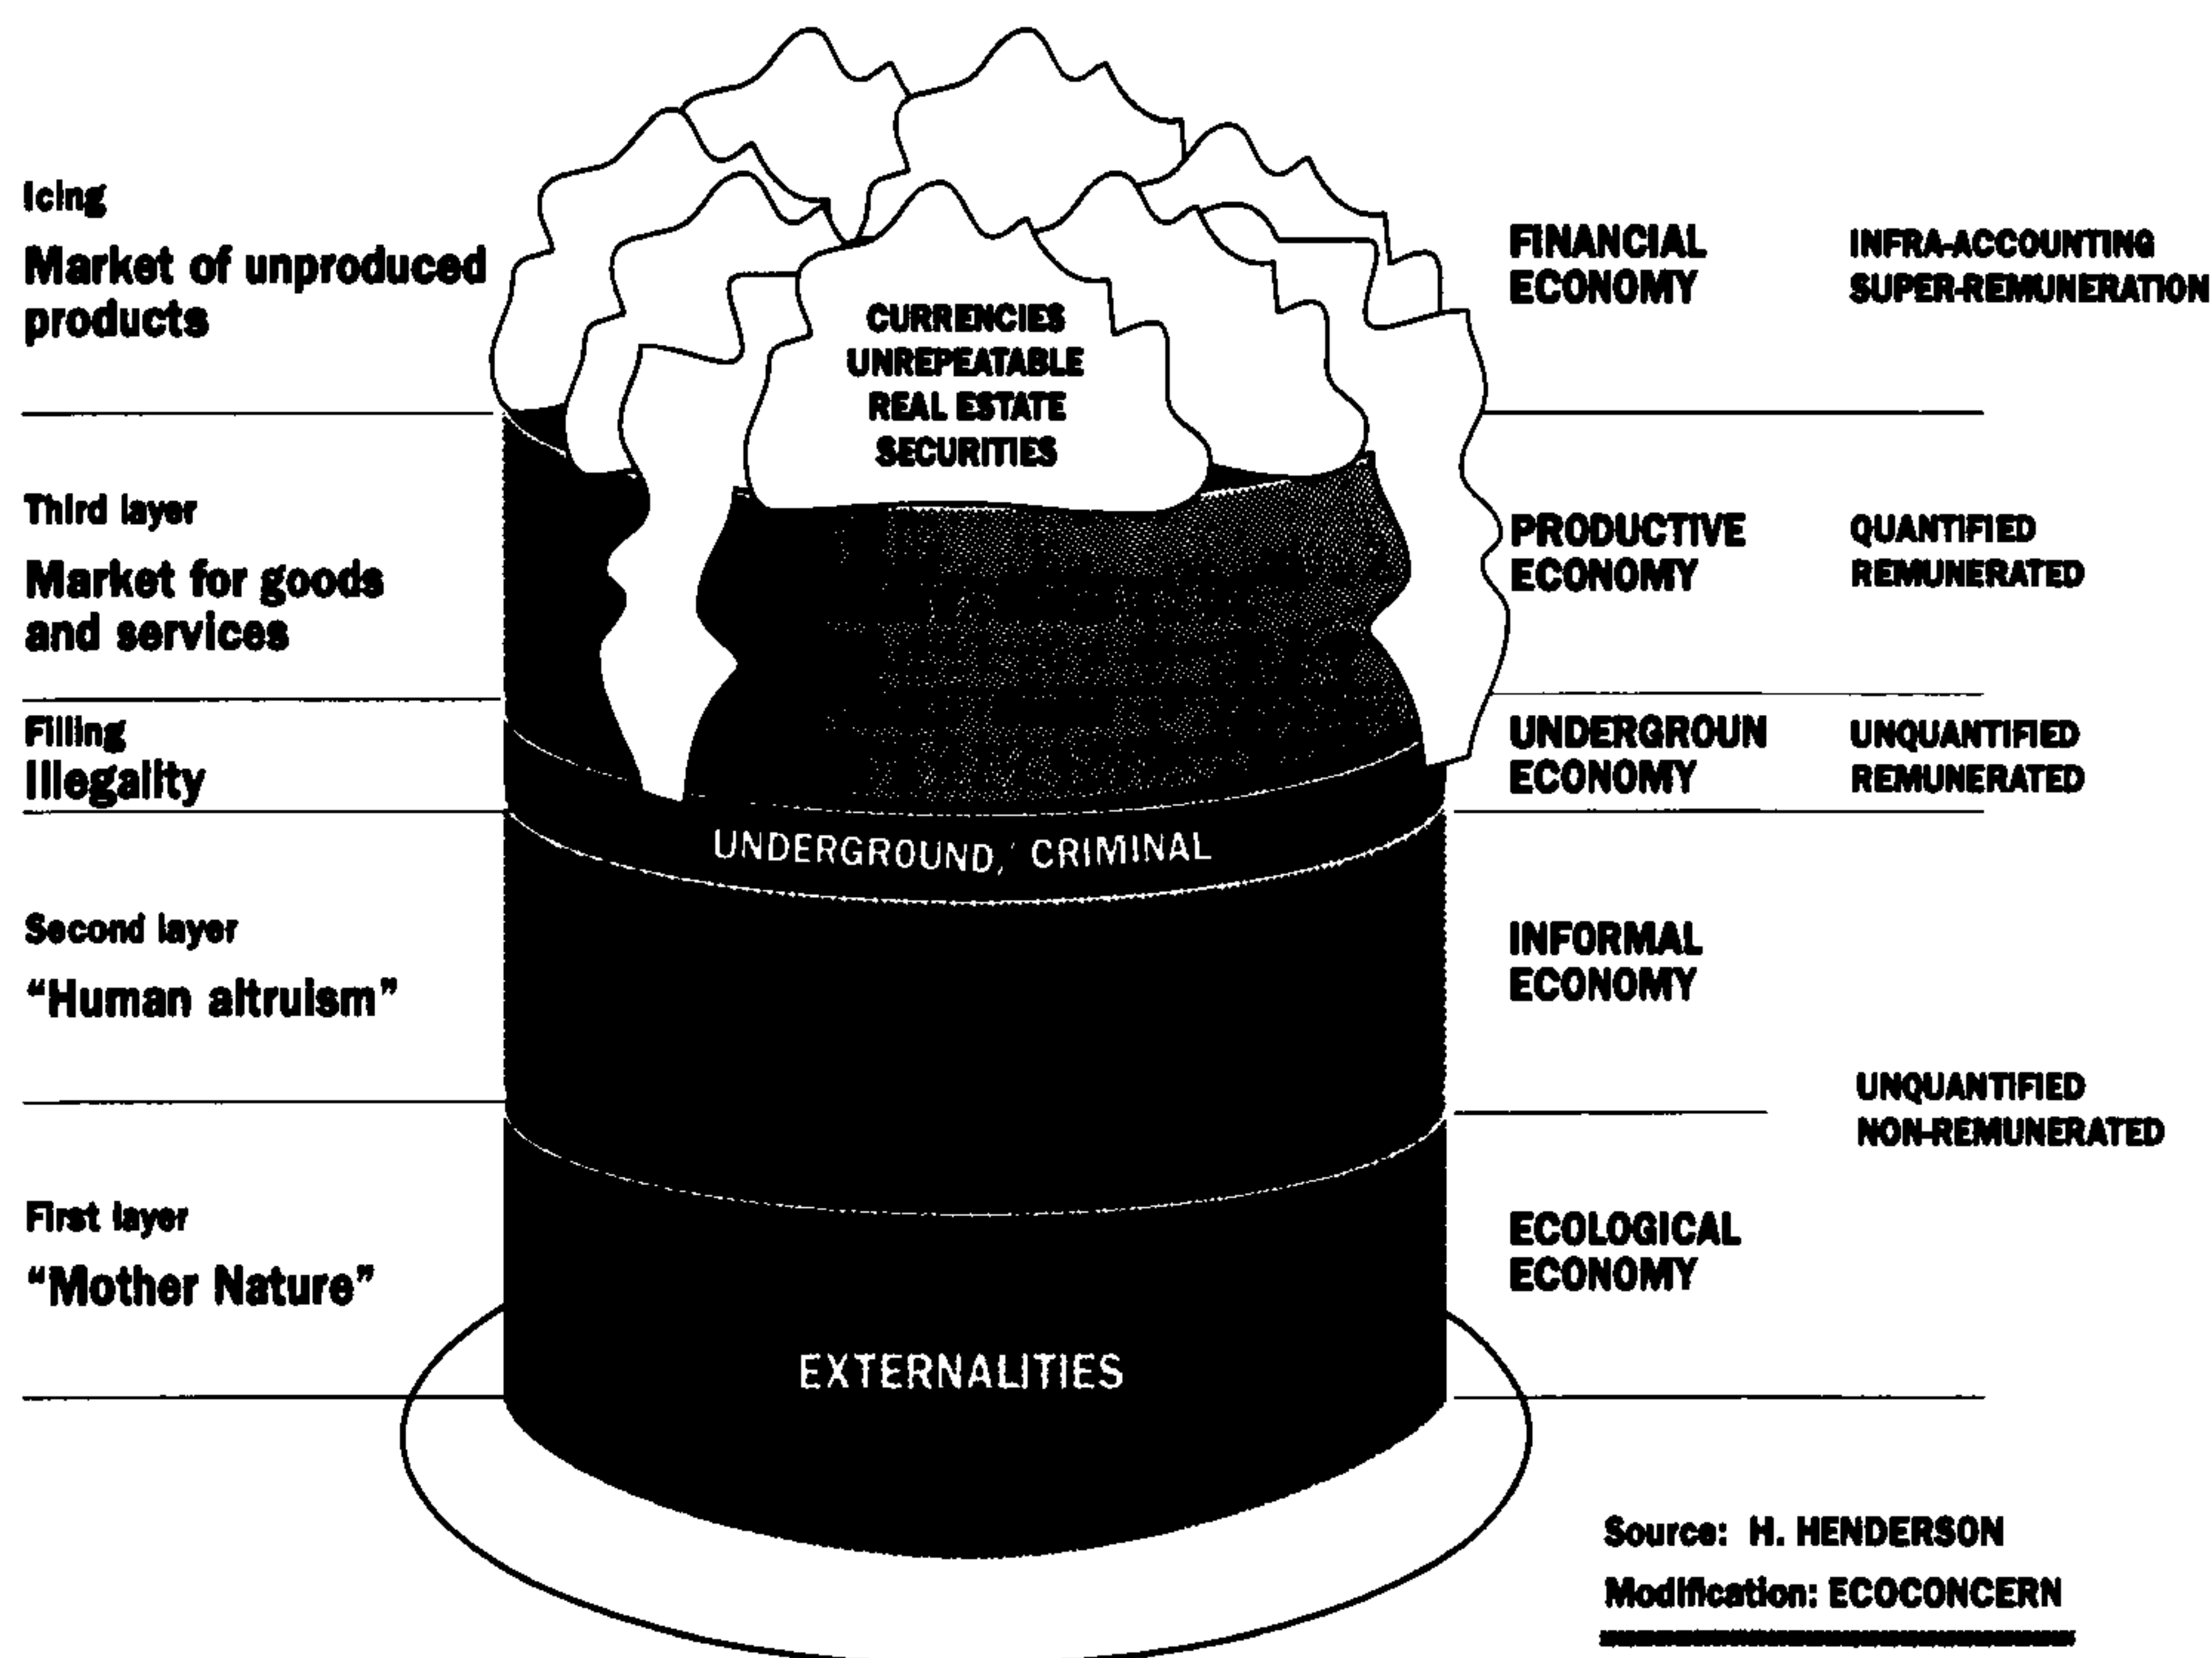 Icing
Market of unproduced
products
Third layer
Market for goods
and services
Filling
Illegality
Second layer
“Human altruism”
First layer
“Mother Nature”
CURRENCIES
UNREPEATABLE
REAL ESTATE
SECURITIES
UNDERGROUND, CRIMINAL
EXTERNALITIES
FINANCIAL
ECONOMY
INFRA-ACCOUNTING
SUPER-REMUNERATION
PRODUCTIVE
ECONOMY
QUANTIFIED
REMUNERATED
UNDERGROUN
ECONOMY
UNQUANTIFIED
REMUNERATED
INFORMAL
ECONOMY
UNQUANTIFIED
NON-REMUNERATED
ECOLOGICAL
ECONOMY
Source: H. HENDERSON
Modification: ECOCONCERN